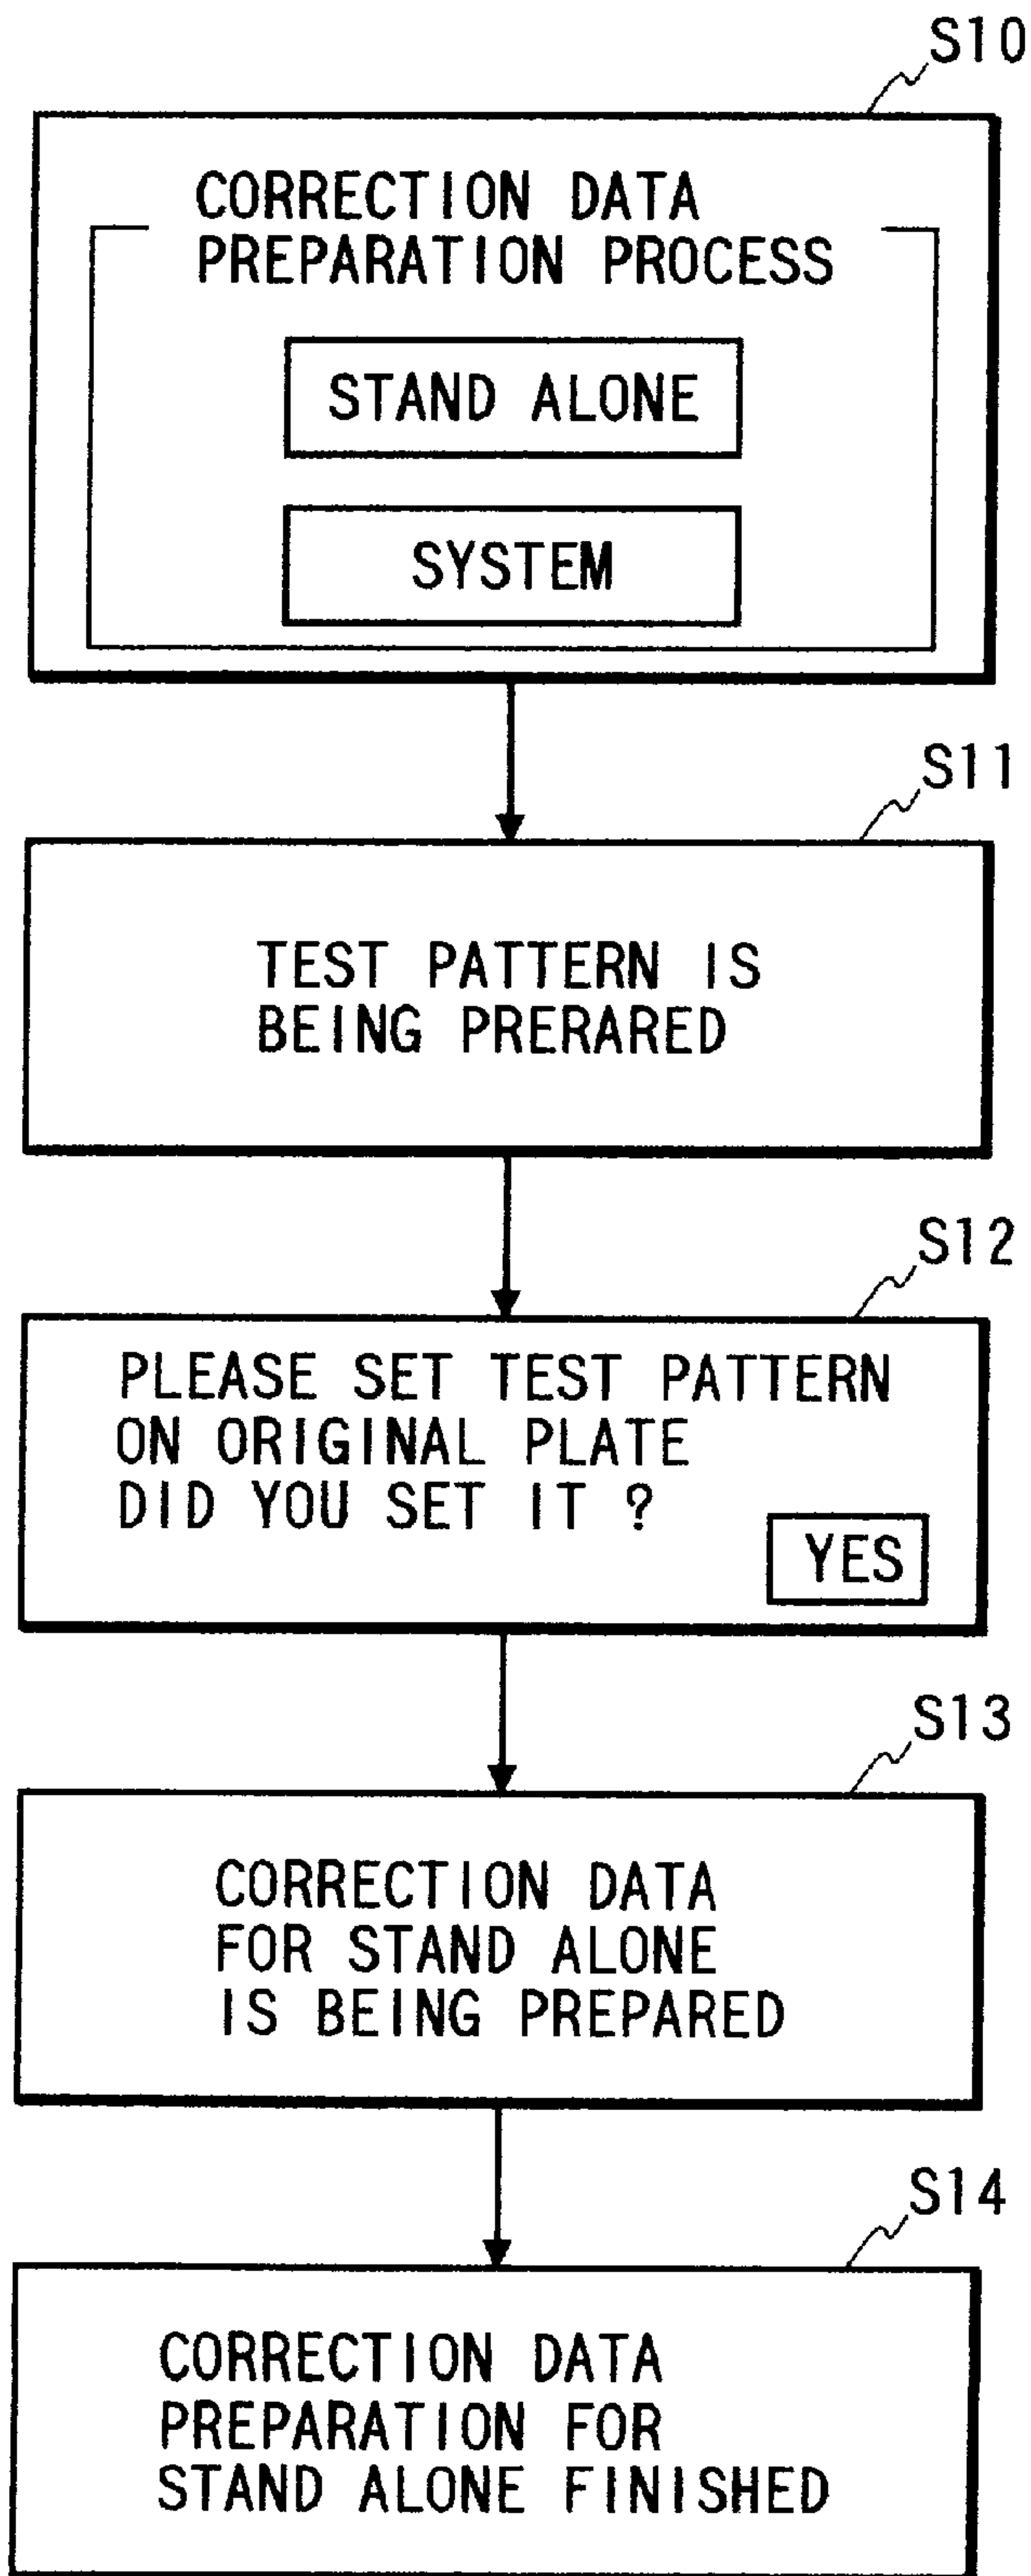 S10
CORRECTION DATA
PREPARATION PROCESS
STAND ALONE
SYSTEM
S11
TEST PATTERN IS
BEING PRERARED
S12
PLEASE SET TEST PATTERN
ON ORIGINAL PLATE
DID YOU SET IT ?
YES
S13
CORRECTION DATA
FOR STAND ALONE
IS BEING PREPARED
S14
CORRECTION DATA
PREPARATION FOR
STAND ALONE FINISHED